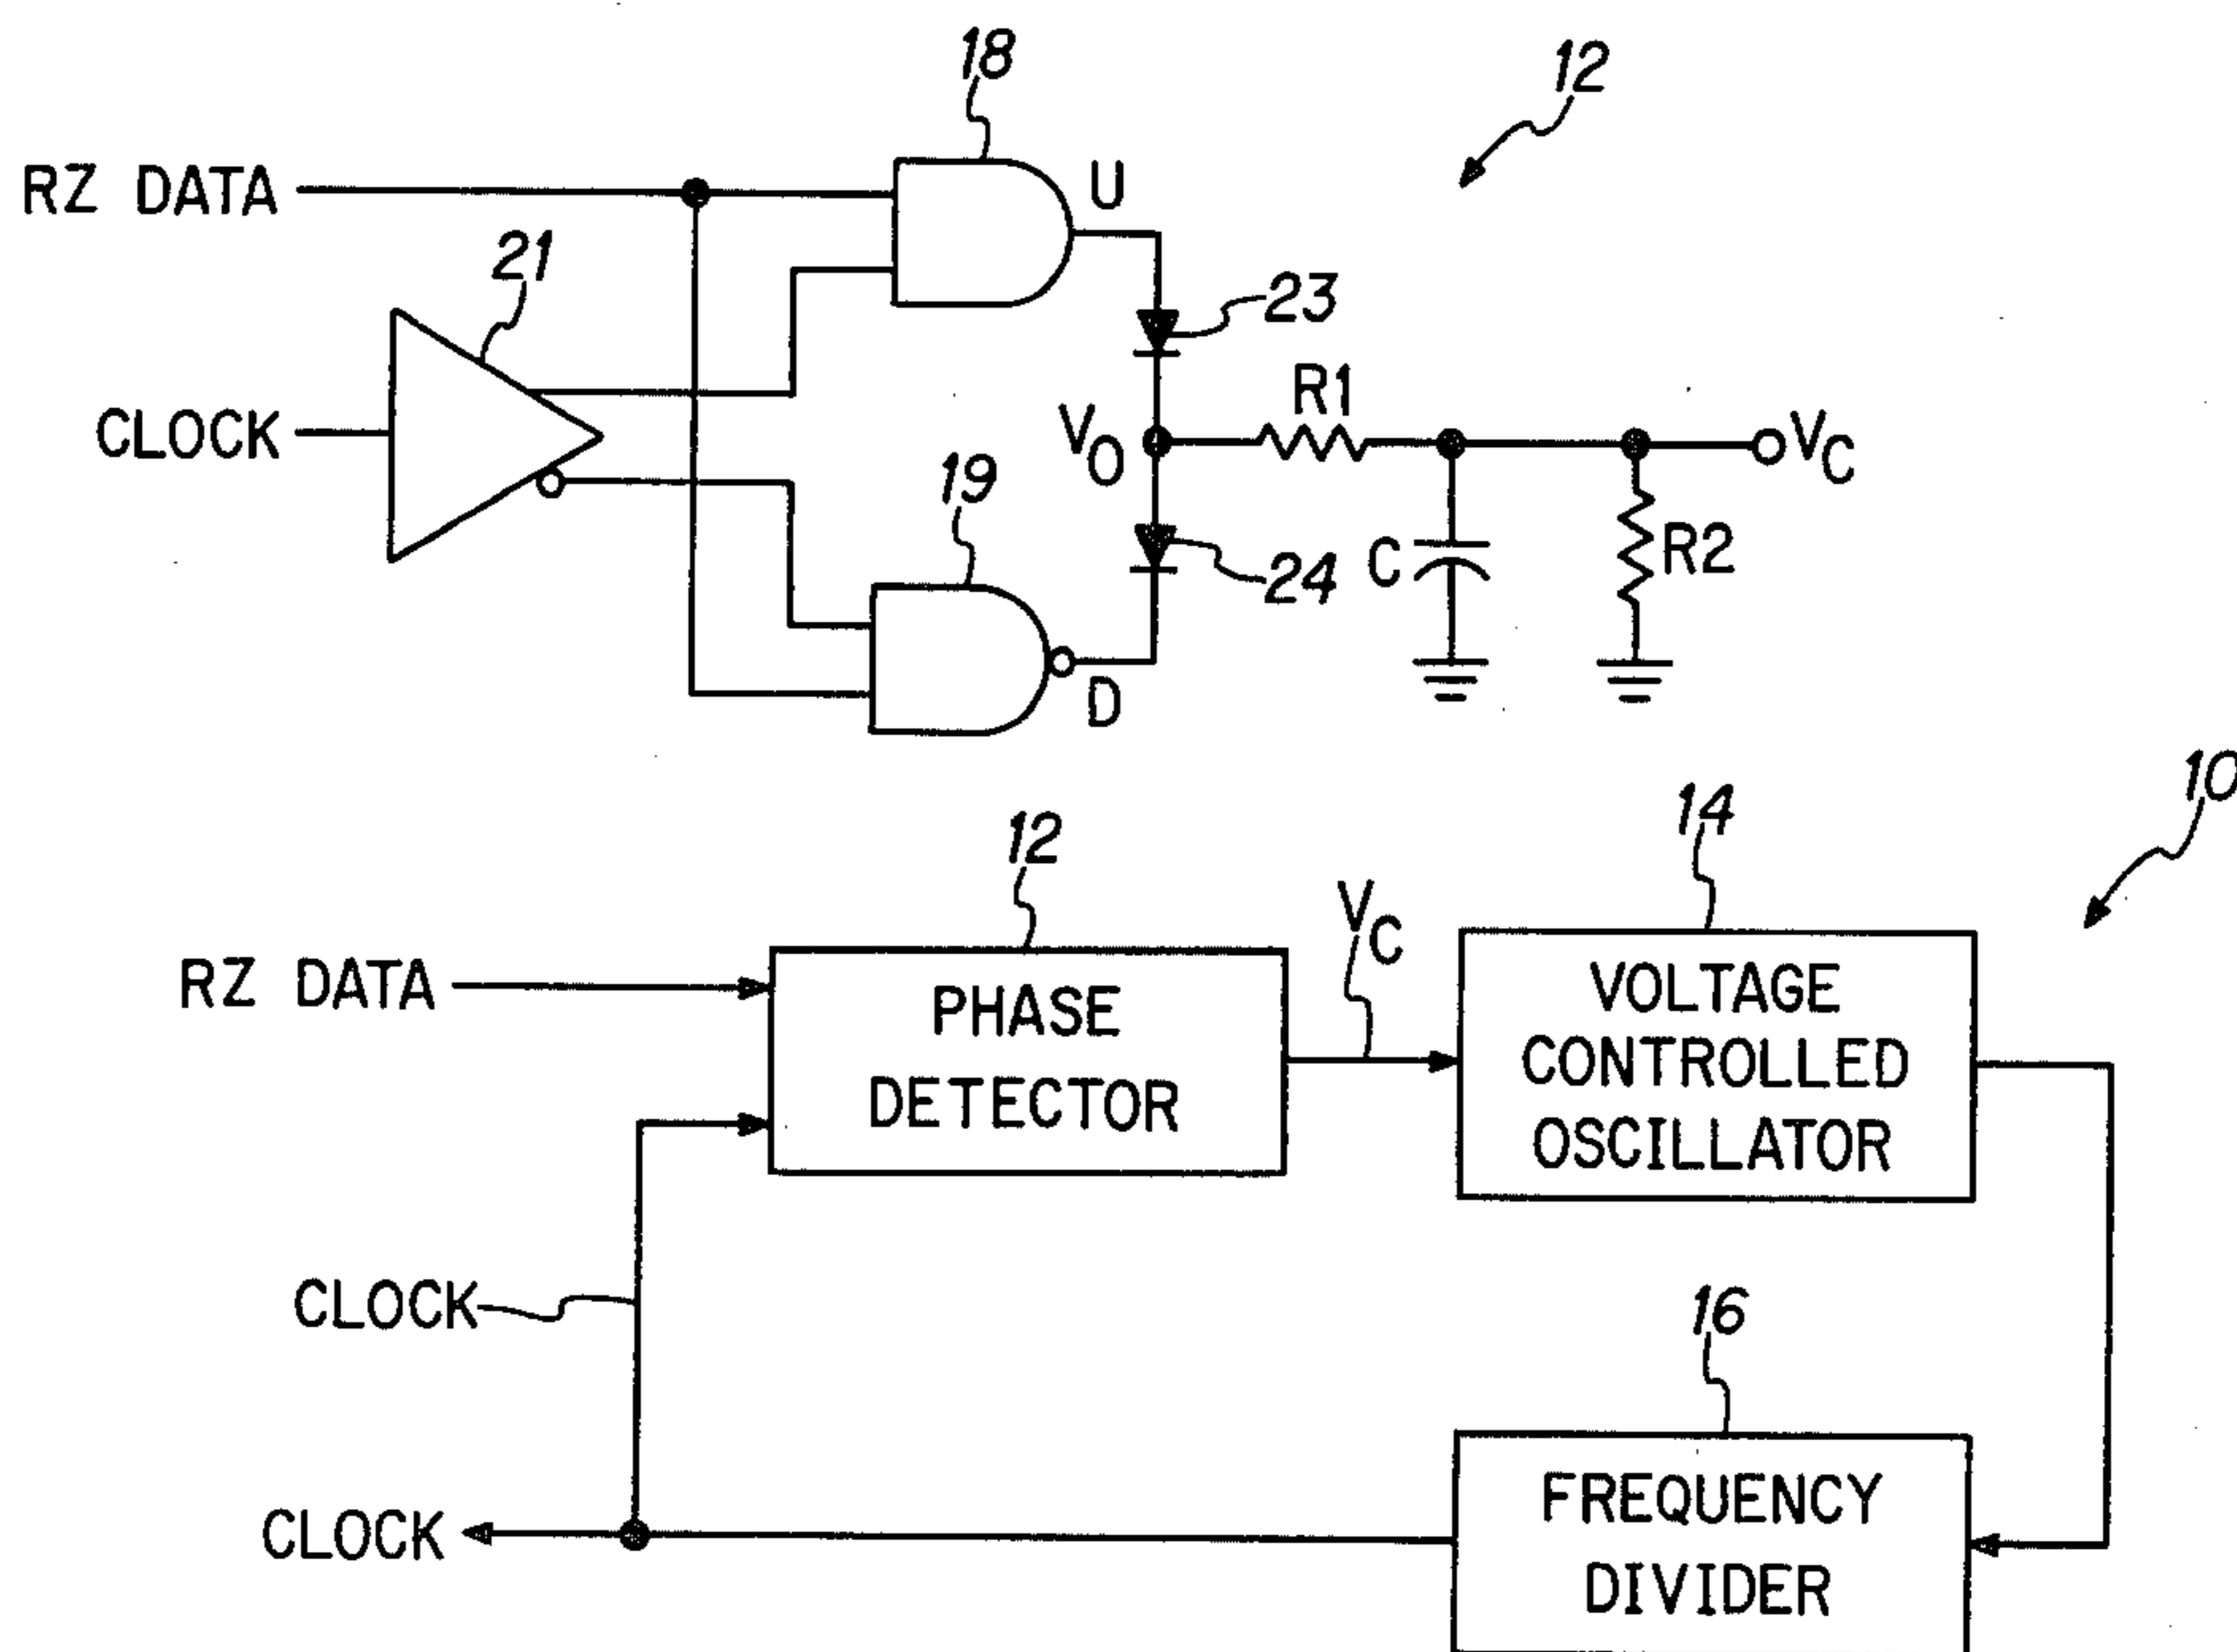 18
12
RZ DATA
U
21
23
R1
CLOCK
VO
VC
19
24
C
R2
D
10
14
12
VC
RZ DATA
PHASE
DETECTOR
VOLTAGE
CONTROLLED
OSCILLATOR
CLOCK
16
CLOCK
FREQUENCY
DIVIDER